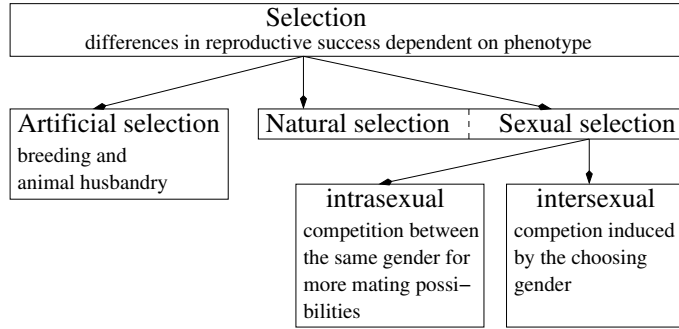 Selection
differences in reproductive success dependent on phenotype
Artificial selection
breeding and
animal husbandry
Natural selection
Sexual selection
intrasexual
competition between
the same gender for
more mating possi−
bilities
intersexual
competion induced
by the choosing
gender